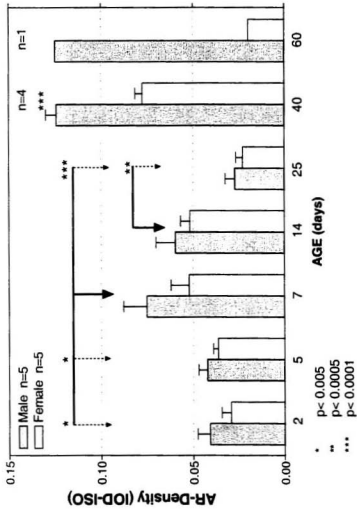 AR-Density (IOD-ISO)
0.15
0.10
0.05
0.00
Male n=5
Female n=5
n=4
n=1
*
*
***
**
***
2
5
7
14
25
40
60
AGE (days)
* p< 0.005
** p< 0.0005
*** p< 0.0001